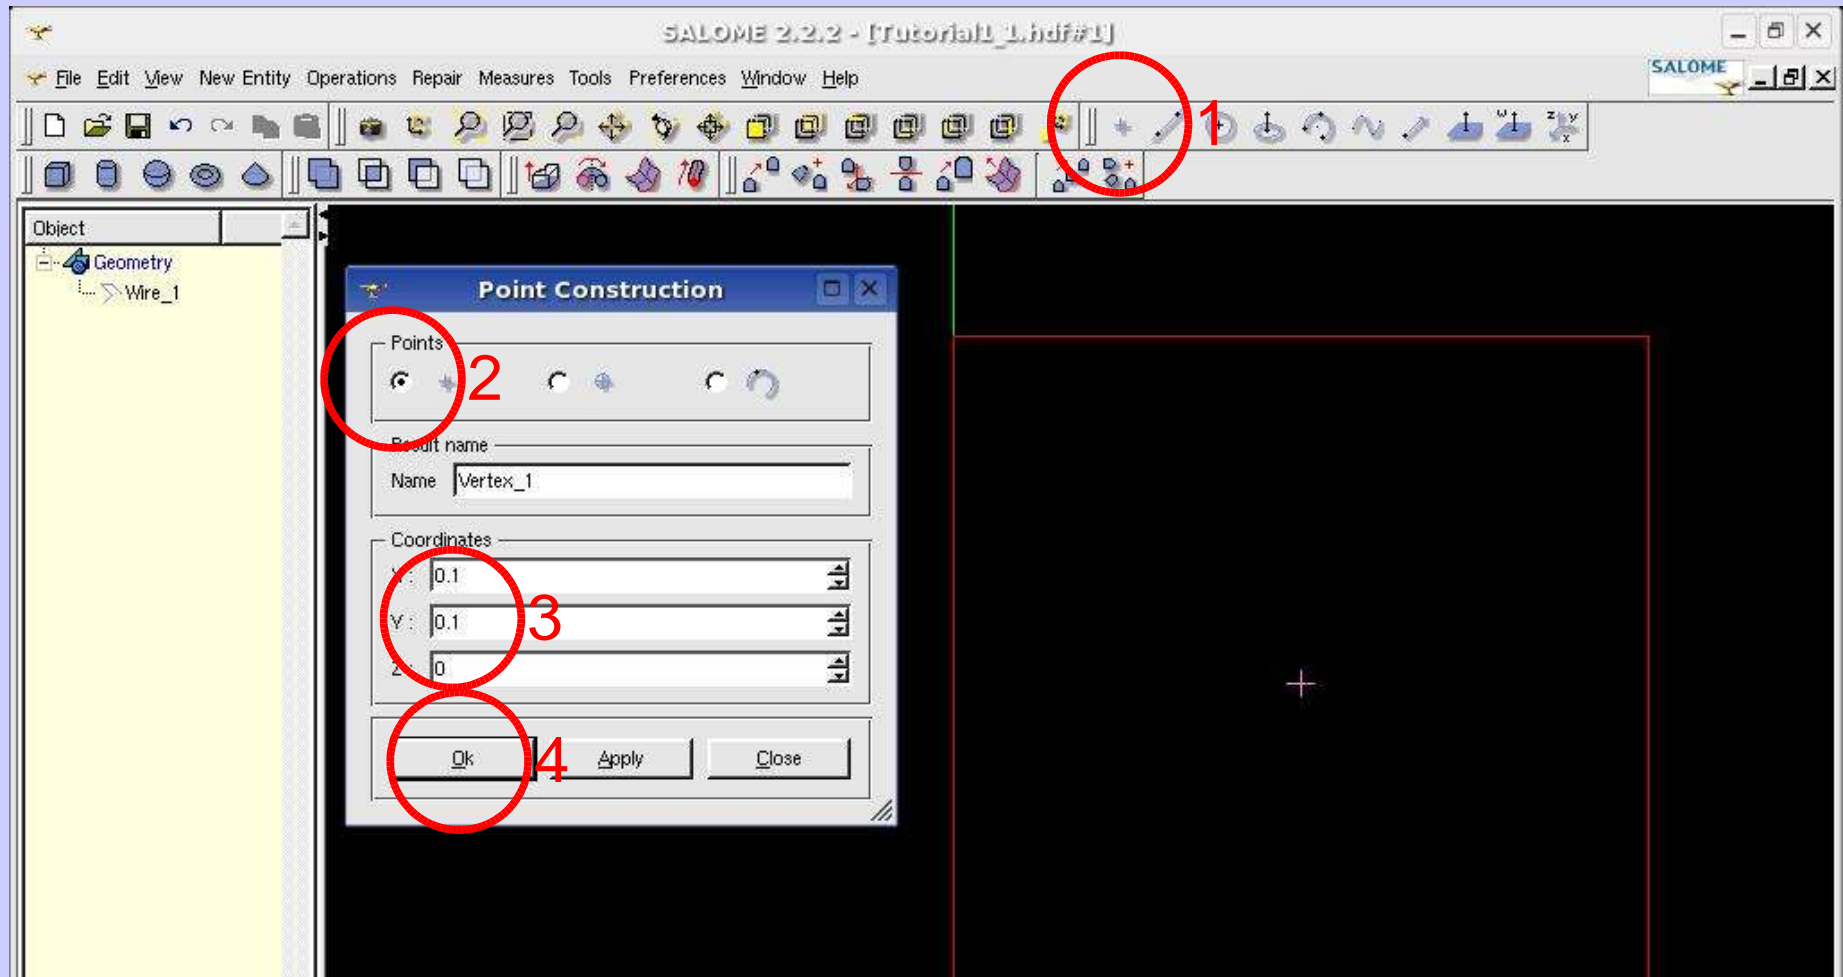 SALOME 2.2.2 - [Tutorial1_1.hdf#1]
File Edit View New Entity Operations Repair Measures Tools Preferences Window Help
SALOME
1
Object
Geometry
Wire_1
Point Construction
Points
2
Result name
Name Vertex_1
Coordinates
X : 0.1
Y : 0.1
3
Z : 0
Ok
4
Apply
Close